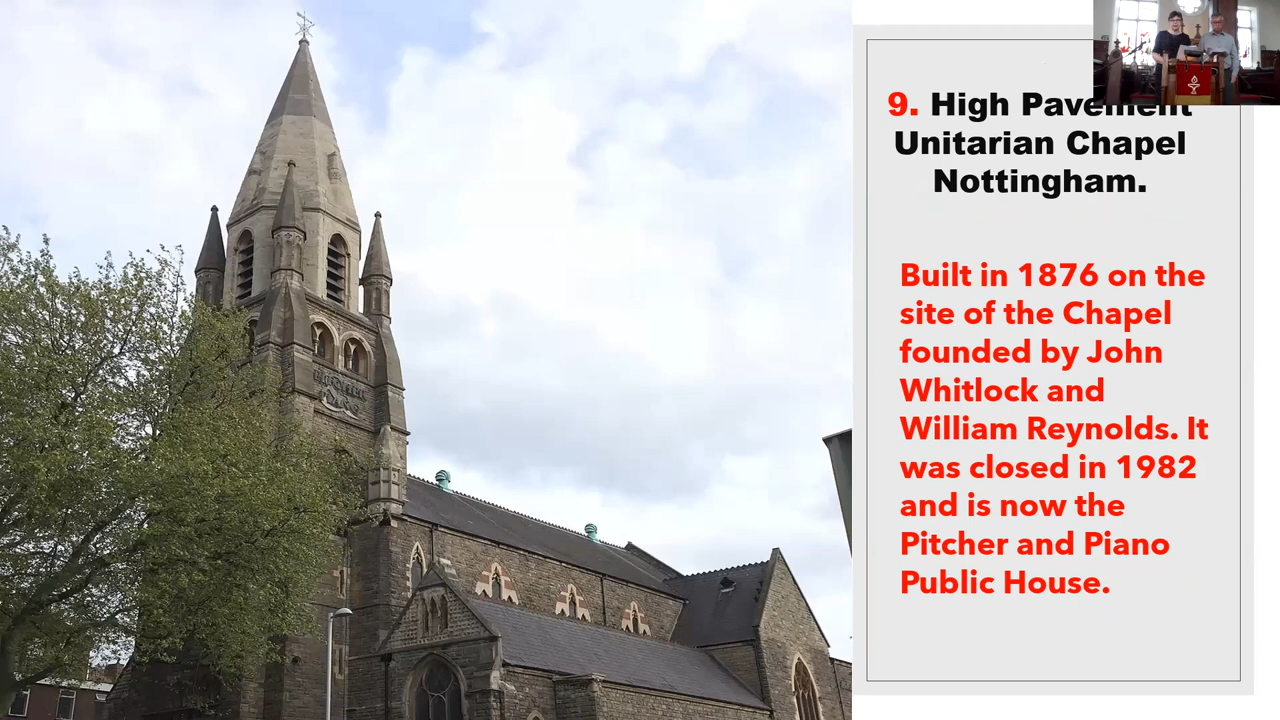 9. High Pavement
Unitarian Chapel
Nottingham.
Built in 1876 on the
site of the Chapel
founded by John
Whitlock and
William Reynolds. It
was closed in 1982
and is now the
Pitcher and Piano
Public House.